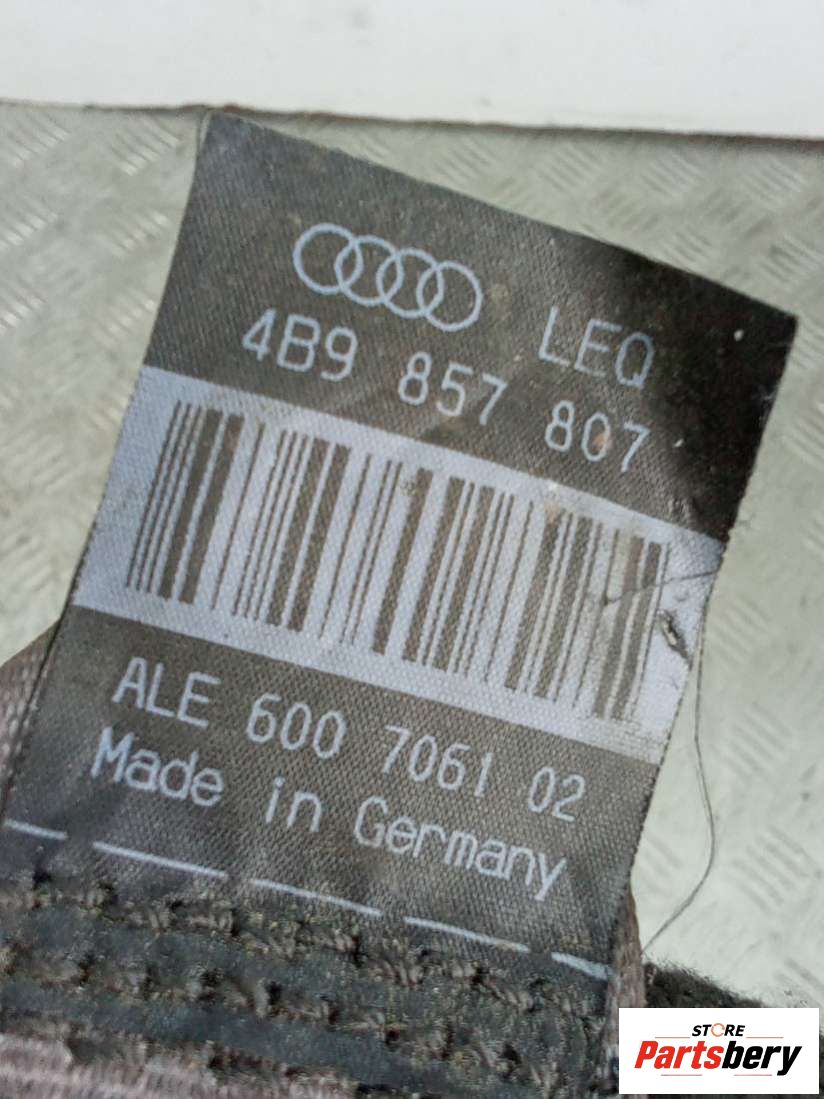 LEQ
4B9 857 807
ALE 600 7061 02
Made in Germany
STORE
Partsbery